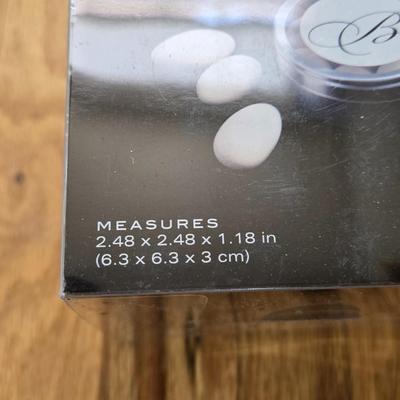 B
MEASURES
2.48 x 2.48 x 1.18 in
(6.3 x 6.3 x 3 cm)